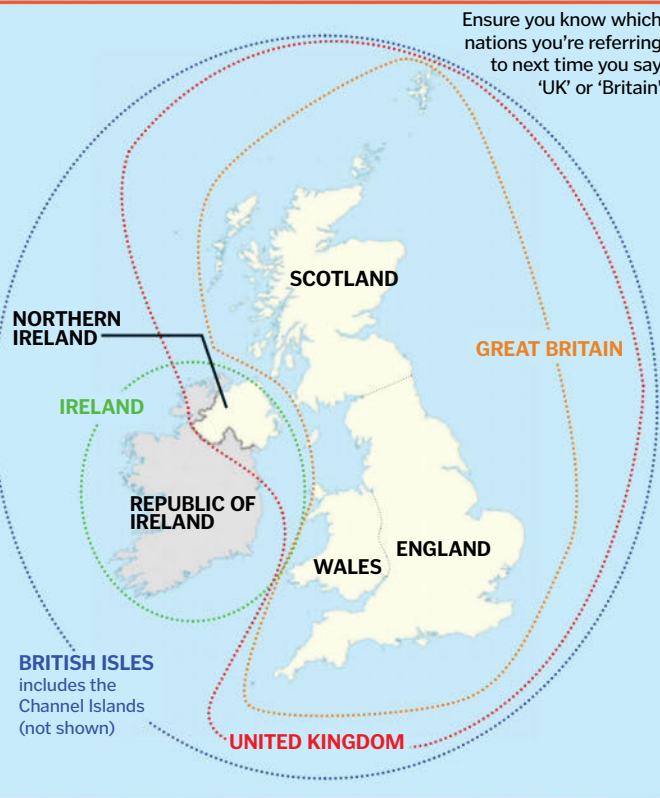 Ensure you know which
nations you're referring
to next time you say
'UK' or 'Britain'
SCOTLAND
NORTHERN
IRELAND
GREAT BRITAIN
IRELAND
REPUBLIC OF
IRELAND
ENGLAND
WALES
BRITISH ISLES
includes the
Channel Islands
(not shown)
UNITED KINGDOM